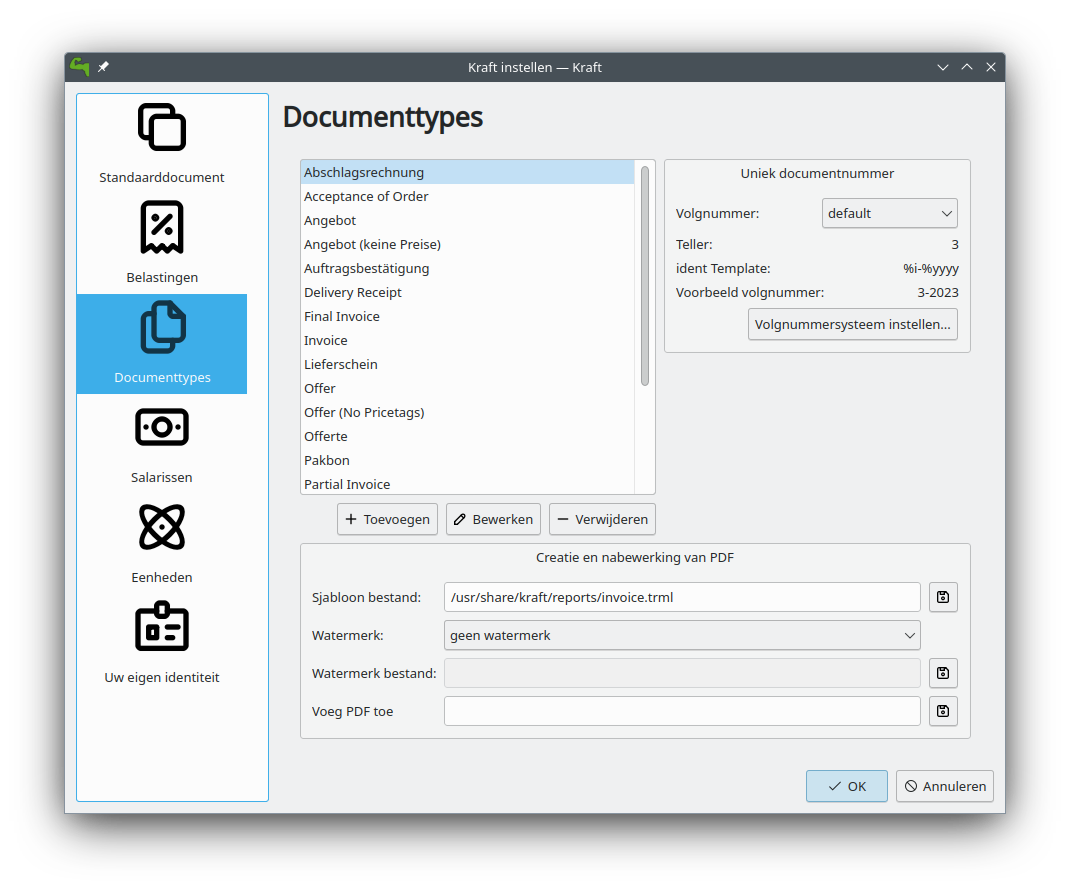 Kraft instellen — Kraft
Standaarddocument
Belastingen
Documenttypes
Salarissen
Eenheden
Uw eigen identiteit
Documenttypes
Abschlagsrechnung
Acceptance of Order
Angebot
Angebot (keine Preise)
Auftragsbestätigung
Delivery Receipt
Final Invoice
Invoice
Lieferschein
Offer
Offer (No Pricetags)
Offerte
Pakbon
Partial Invoice
Toevoegen Bewerken Verwijderen
Uniek documentnummer
Volgnummer: default
Teller: 3
ident Template: %i-%yyyy
Voorbeeld volgnummer: 3-2023
Volgnummersysteem instellen...
Creatie en nabewerking van PDF
Sjabloon bestand: /usr/share/kraft/reports/invoice.trml
Watermerk: geen watermerk
Watermerk bestand:
Voeg PDF toe
OK Annuleren